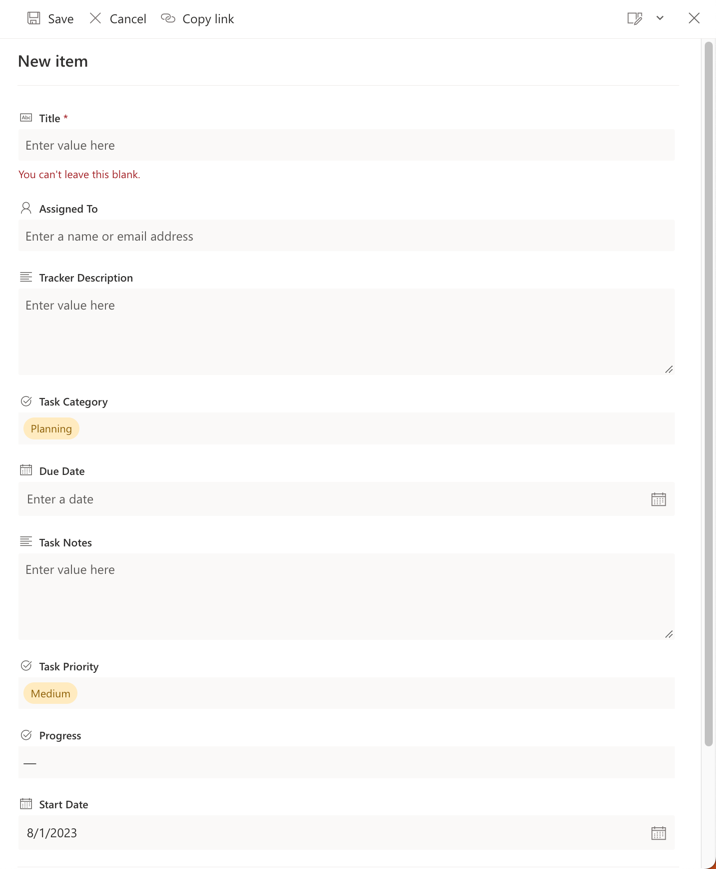 Save Cancel Copy link
New item
Abc Title *
Enter value here
You can't leave this blank.
Assigned To
Enter a name or email address
Tracker Description
Enter value here
Task Category
Planning
Due Date
Enter a date
Task Notes
Enter value here
Task Priority
Medium
Progress
—
Start Date
8/1/2023